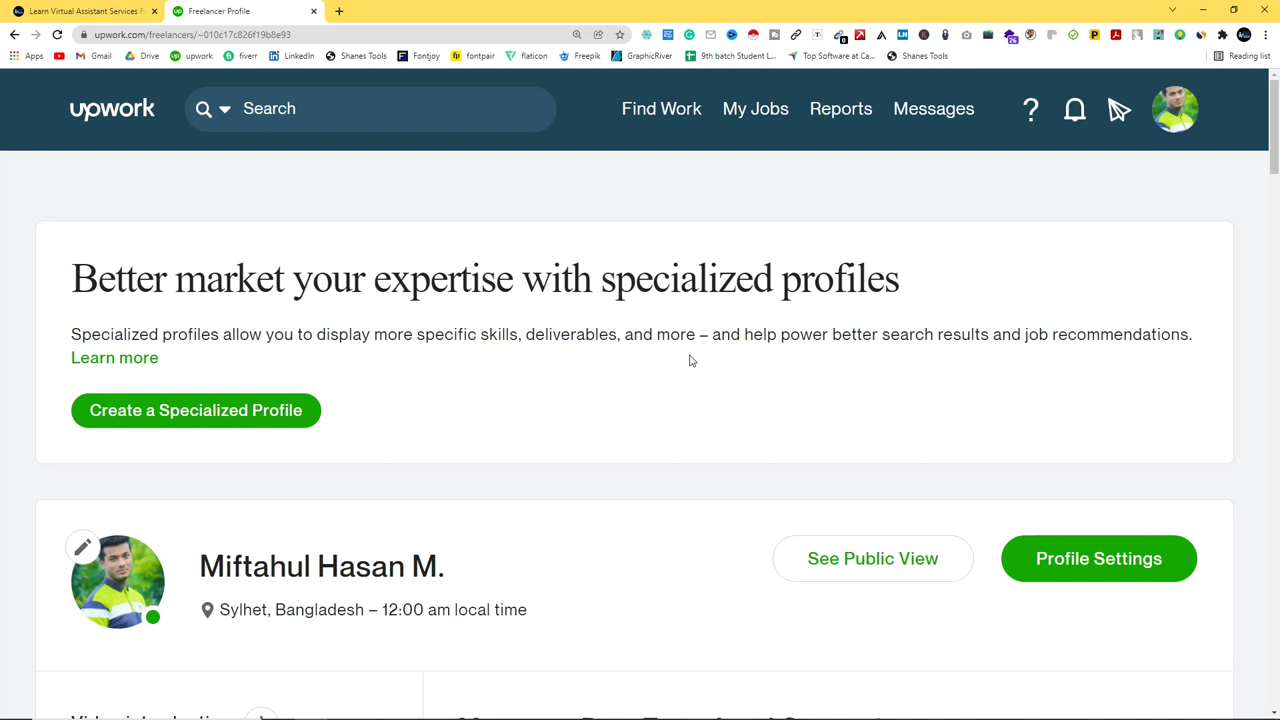 Learn Virtual Assistant Services F
Freelancer Profile
upwork.com/freelancers/~010c17c826f19b8e93
Apps Gmail Drive upwork fiverr LinkedIn Shanes Tools Fontjoy fontpair flaticon Freepik GraphicRiver 9th batch Student L... Top Software at Ca... Shanes Tools Reading list
upwork Search Find Work My Jobs Reports Messages
Better market your expertise with specialized profiles
Specialized profiles allow you to display more specific skills, deliverables, and more – and help power better search results and job recommendations.
Learn more
Create a Specialized Profile
Miftahul Hasan M.
See Public View Profile Settings
Sylhet, Bangladesh – 12:00 am local time